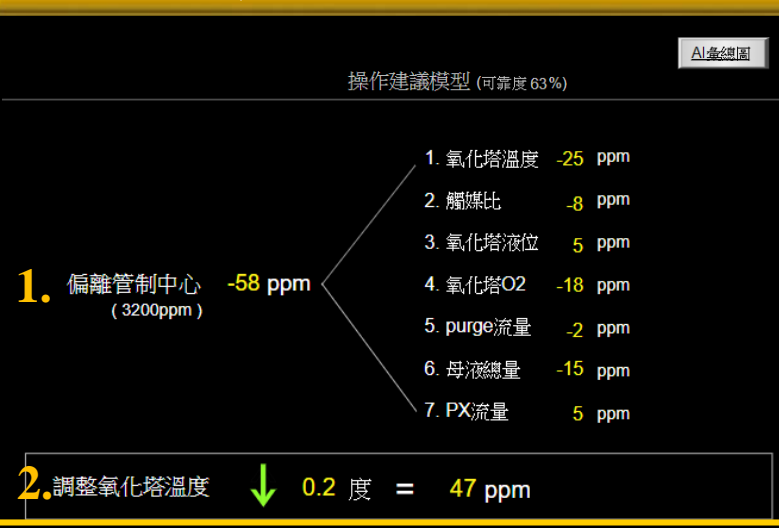 AI彙總圖
操作建議模型 (可靠度 63%)
1. 氧化塔溫度 -25 ppm
2. 觸媒比 -8 ppm
3. 氧化塔液位 5 ppm
1. 偏離管制中心 -58 ppm
(3200ppm)
4. 氧化塔O2 -18 ppm
5. purge流量 -2 ppm
6. 母液總量 -15 ppm
7. PX流量 5 ppm
2. 調整氧化塔溫度 ↓ 0.2 度 = 47 ppm